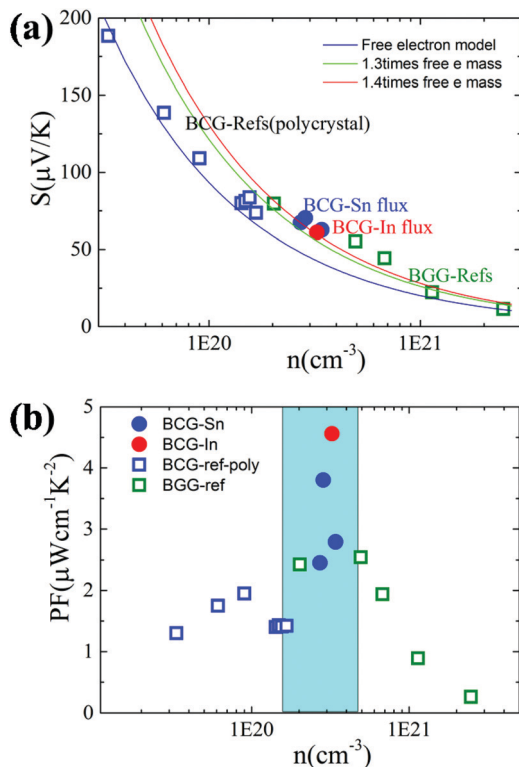 (a)
200
150
100
50
0
S(μV/K)
Free electron model
1.3times free e mass
1.4times free e mass
BCG-Refs(polycrystal)
BCG-Sn flux
BCG-In flux
BGG-Refs
1E20
1E21
n(cm⁻³)
(b)
5
4
3
2
1
0
PF(μWcm⁻¹K⁻²)
BCG-Sn
BCG-In
BCG-ref-poly
BGG-ref
1E20
1E21
n(cm⁻³)